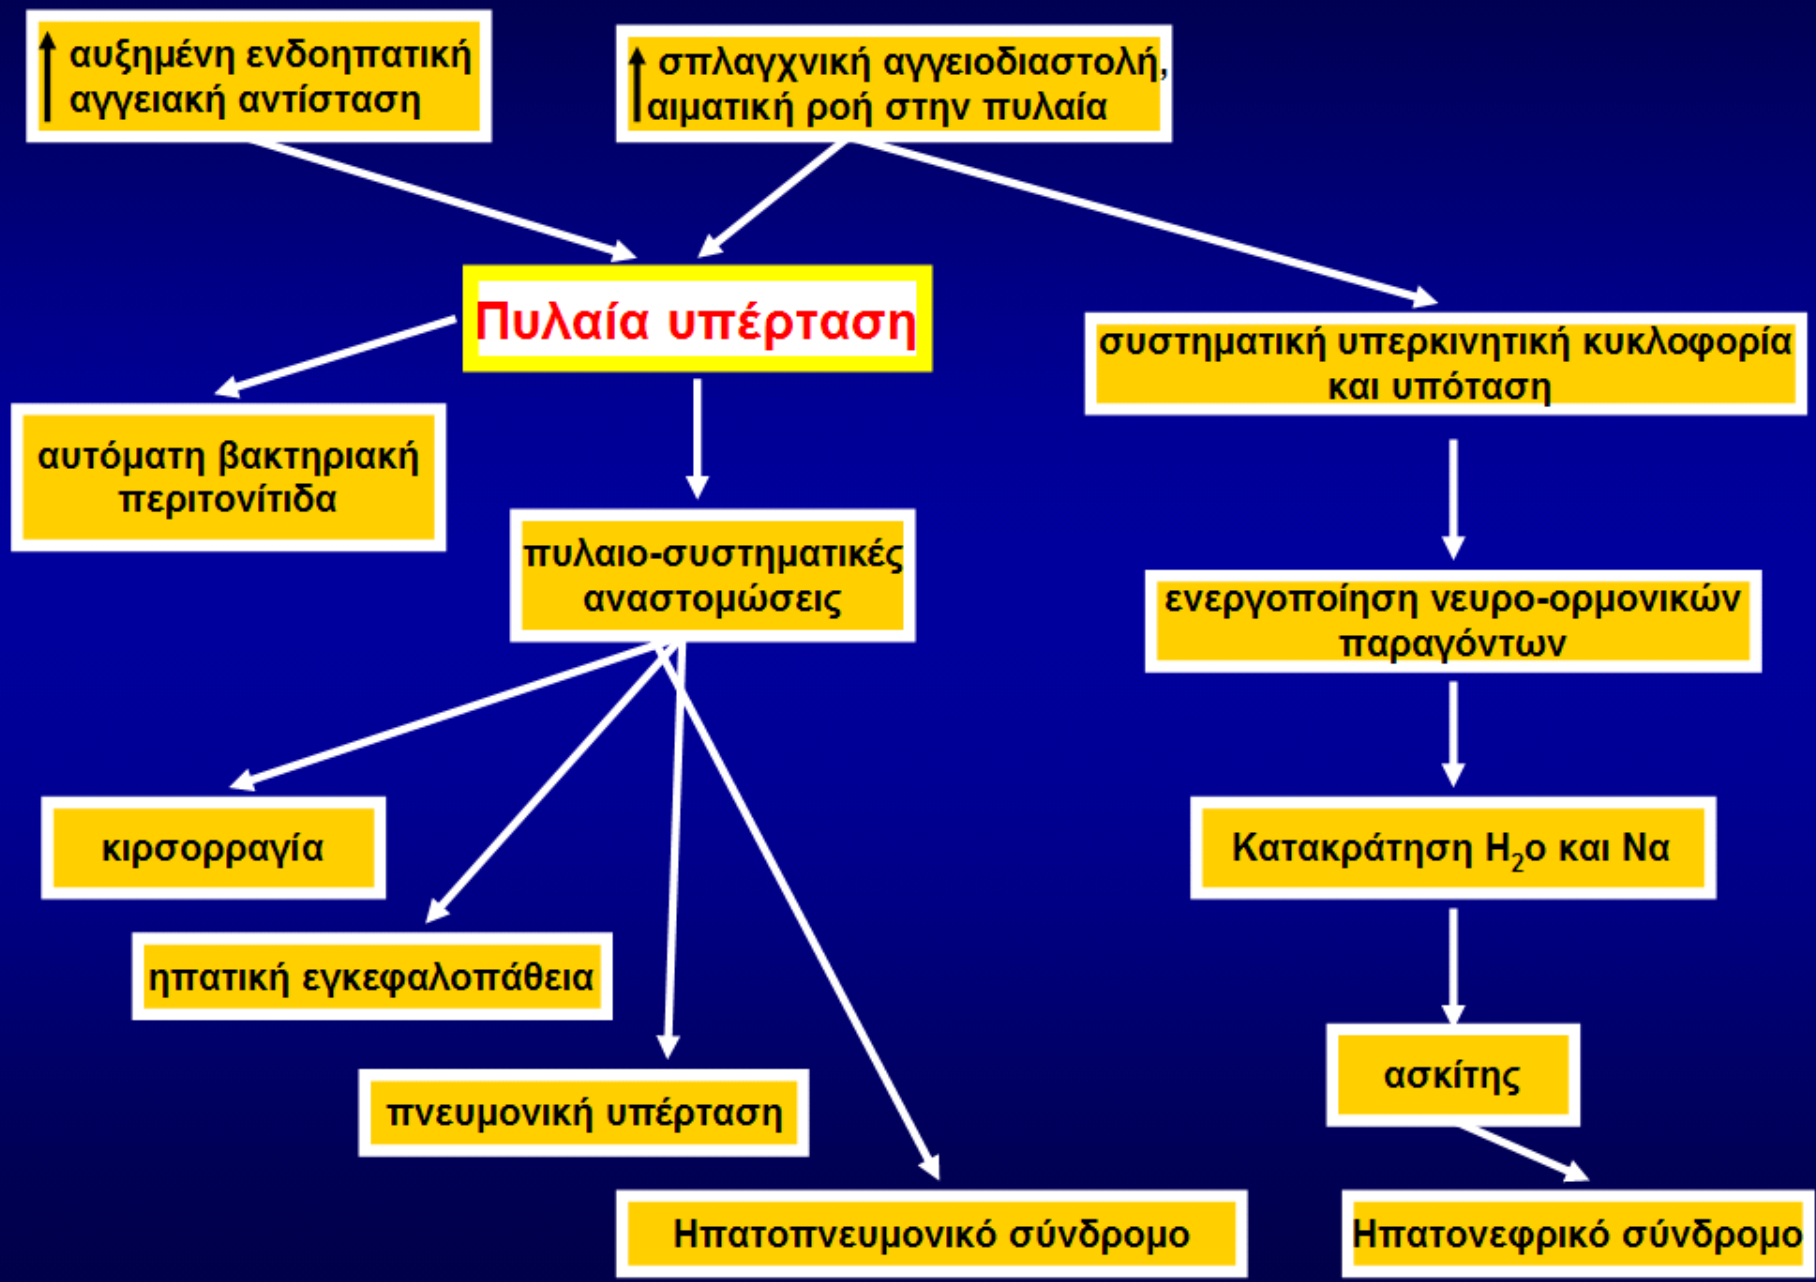 αυξημένη ενδοηπατική
αγγειακή αντίσταση
σπλαγχνική αγγειοδιαστολή,
αιματική ροή στην πυλαία
Πυλαία υπέρταση
συστηματική υπερκινητική κυκλοφορία
και υπόταση
αυτόματη βακτηριακή
περιτονίτιδα
πυλαιο-συστηματικές
αναστομώσεις
ενεργοποίηση νευρο-ορμονικών
παραγόντων
κιρσορραγία
Κατακράτηση Η₂ο και Να
ηπατική εγκεφαλοπάθεια
ασκίτης
πνευμονική υπέρταση
Ηπατοπνευμονικό σύνδρομο
Ηπατονεφρικό σύνδρομο